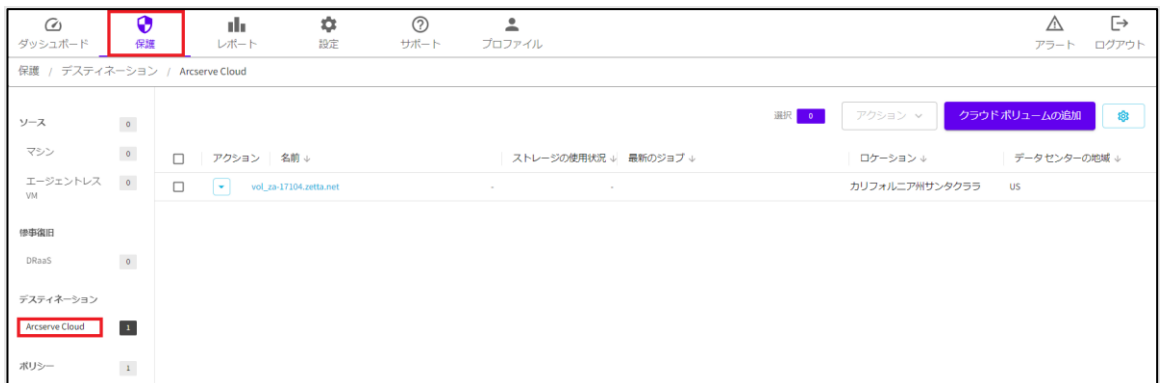 ダッシュボード 保護 レポート 設定 サポート プロファイル アラート ログアウト
保護 / デスティネーション / Arcserve Cloud
選択 0 アクション クラウド ボリュームの追加
ソース 0
マシン 0
エージェントレス VM 0
惨事復旧
DRaaS 0
デスティネーション
Arcserve Cloud 1
ポリシー 1
アクション 名前 ストレージの使用状況 最新のジョブ ロケーション データ センターの地域
vol_za-17104.zetta.net - - カリフォルニア州サンタクララ US